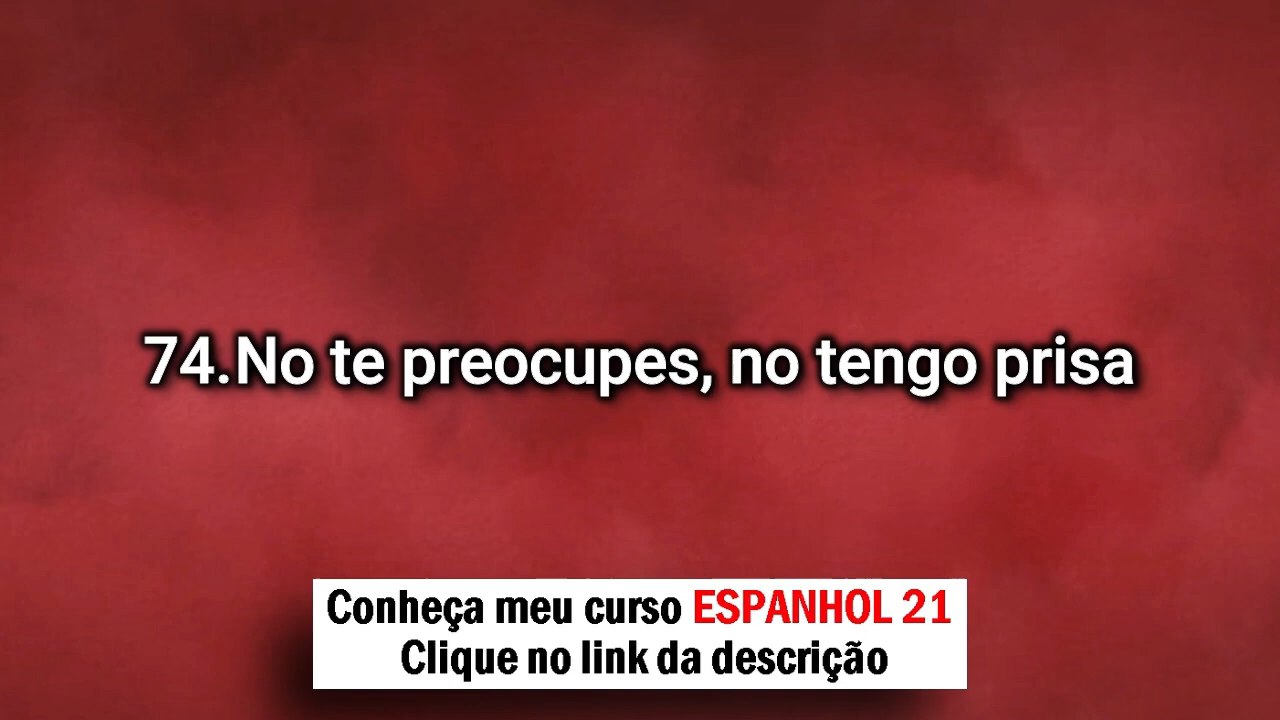 74.No te preocupes, no tengo prisa
Conheça meu curso ESPANHOL 21
Clique no link da descrição